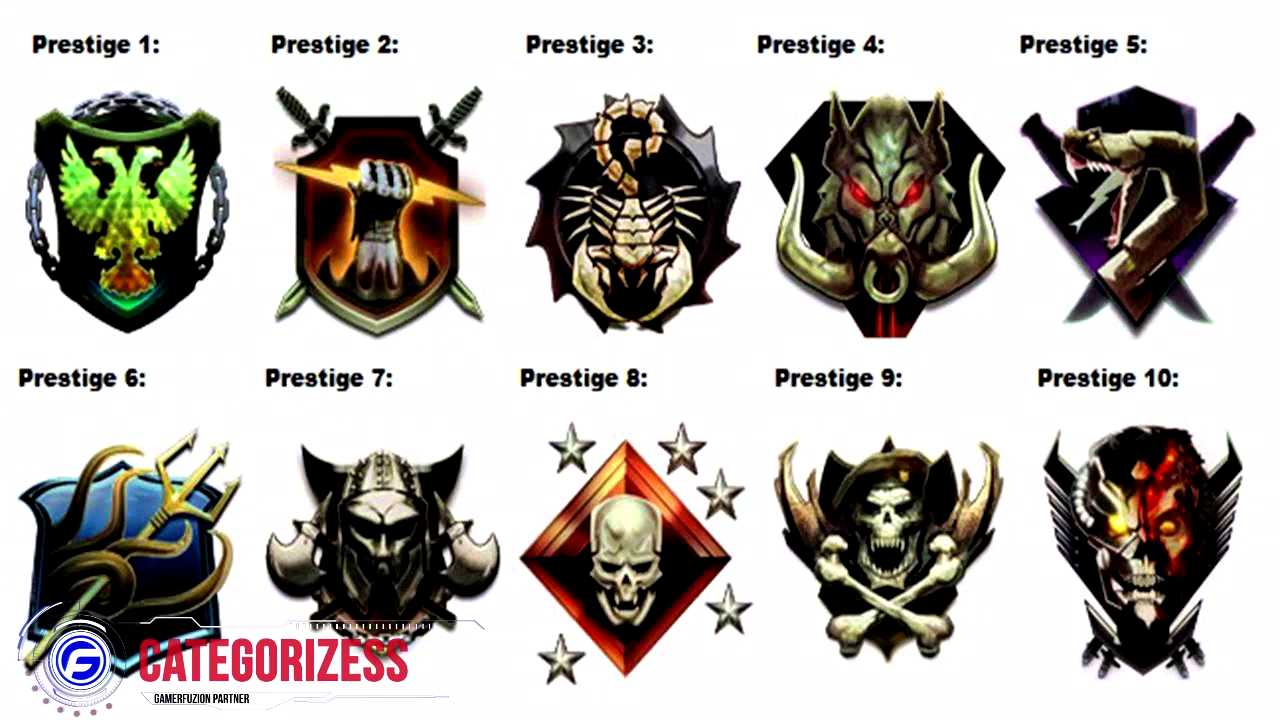 Prestige 1:
Prestige 2:
Prestige 3:
Prestige 4:
Prestige 5:
Prestige 6:
Prestige 7:
Prestige 8:
Prestige 9:
Prestige 10:
CATEGORIZESS
GAMERFUZION PARTNER